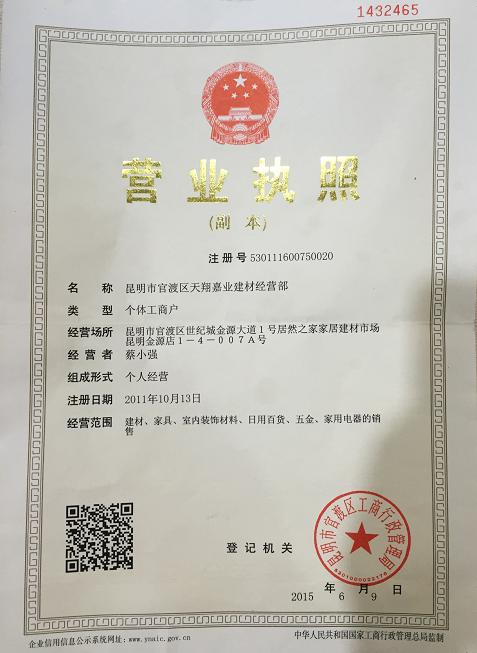 1432465
营业执照
(副 本)
注册号 530111600750020
名 称 昆明市官渡区天翔嘉业建材经营部
类 型 个体工商户
经营场所 昆明市官渡区世纪城金源大道1号居然之家家居建材市场
昆明金源店1－4－007A号
经 营 者 蔡小强
组成形式 个人经营
注册日期 2011年10月13日
经营范围 建材、家具、室内装饰材料、日用百货、五金、家用电器的销
售
昆明市官渡区工商行政管理局
5301000022176
登记机关
2015 年 6 月 9 日
企业信用信息公示系统网址：www.ynaic.gov.cn
中华人民共和国国家工商行政管理总局监制